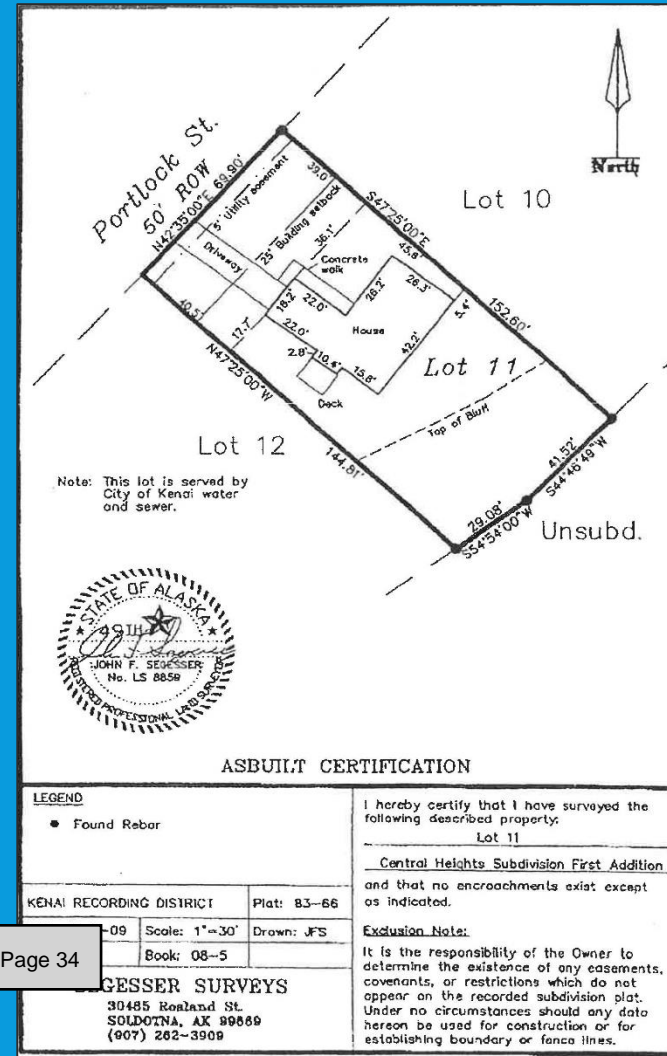 North
Portlock St.
50' ROW
N42°35'00"E 69.90'
5' Utility easement
39.0'
S47°25'00"E
Lot 10
25' Building setback
36.1'
45.8'
Driveway
Concrete
walk
26.3'
26.2'
18.2'
22.0'
5.4'
152.60'
40.5'
House
17.7'
22.0'
42.2'
2.8'
10.4'
15.8'
Lot 11
N47°25'00"W
Deck
Top of Bluff
Lot 12
144.81'
41.52'
S44°46'49"W
Note: This lot is served by
City of Kenai water
and sewer.
29.08'
S54°54'00"W
Unsubd.
STATE OF ALASKA
49TH
JOHN F. SEGESSER
No. LS 8859
REGISTERED PROFESSIONAL LAND SURVEYOR
ASBUILT CERTIFICATION
LEGEND
● Found Rebar
KENAI RECORDING DISTRICT
Plat: 83-66
-09
Scale: 1"=30'
Drawn: JFS
Book: 08-5
Page 34
GESSER SURVEYS
30485 Rosland St.
SOLDOTNA, AK 99669
(907) 262-3909
I hereby certify that I have surveyed the
following described property:
Lot 11
Central Heights Subdivision First Addition
and that no encroachments exist except
as indicated.
Exclusion Note:
It is the responsibility of the Owner to
determine the existence of any easements,
covenants, or restrictions which do not
appear on the recorded subdivision plat.
Under no circumstances should any data
hereon be used for construction or for
establishing boundary or fence lines.